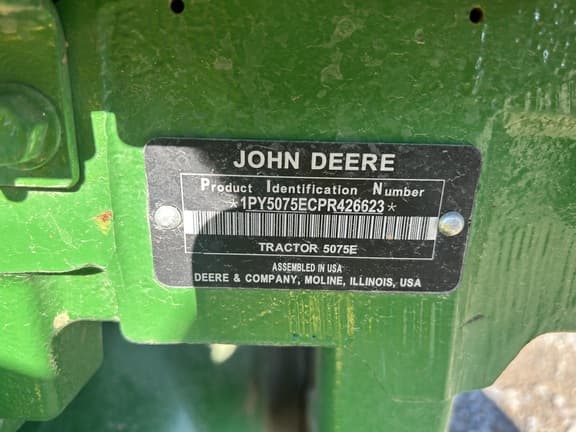 JOHN DEERE
Product Identification Number
*1PY5075ECPR426623*
TRACTOR 5075E
ASSEMBLED IN USA
DEERE & COMPANY, MOLINE, ILLINOIS, USA